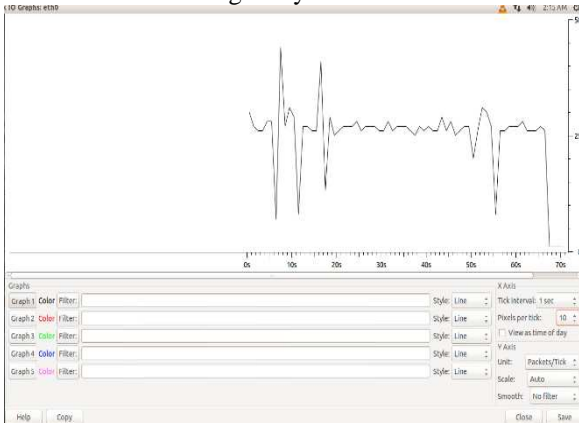 IO Graphs: eth0
2:15 AM
0s 10s 20s 30s 40s 50s 60s 70s
Graphs
X Axis
Graph 1 Color Filter: Style: Line
Tick interval: 1 sec
Graph 2 Color Filter: Style: Line
Pixels per tick: 10
Graph 3 Color Filter: Style: Line
View as time of day
Graph 4 Color Filter: Style: Line
Y Axis
Unit: Packets/Tick
Graph 5 Color Filter: Style: Line
Scale: Auto
Smooth: No filter
Help Copy Close Save